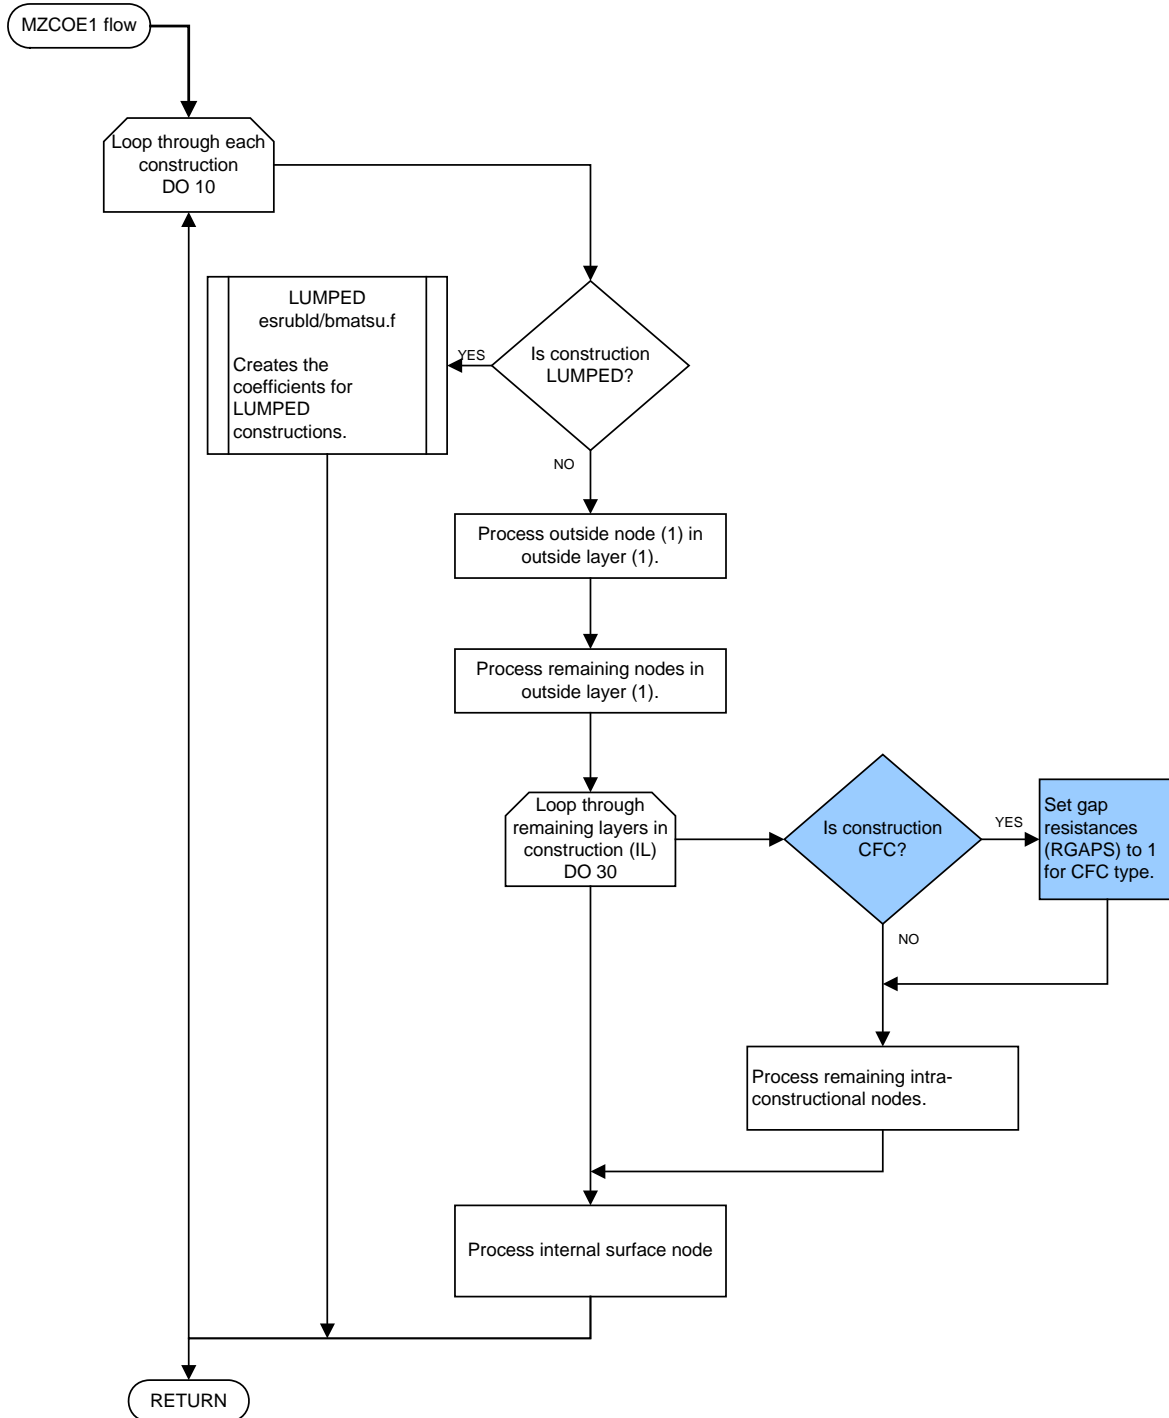 MZCOE1 flow
Loop through each
construction
DO 10
LUMPED
esrubld/bmatsu.f
Creates the
coefficients for
LUMPED
constructions.
YES
Is construction
LUMPED?
NO
Process outside node (1) in
outside layer (1).
Process remaining nodes in
outside layer (1).
Loop through
remaining layers in
construction (IL)
DO 30
Is construction
CFC?
YES
Set gap
resistances
(RGAPS) to 1
for CFC type.
NO
Process remaining intra-
constructional nodes.
Process internal surface node
RETURN